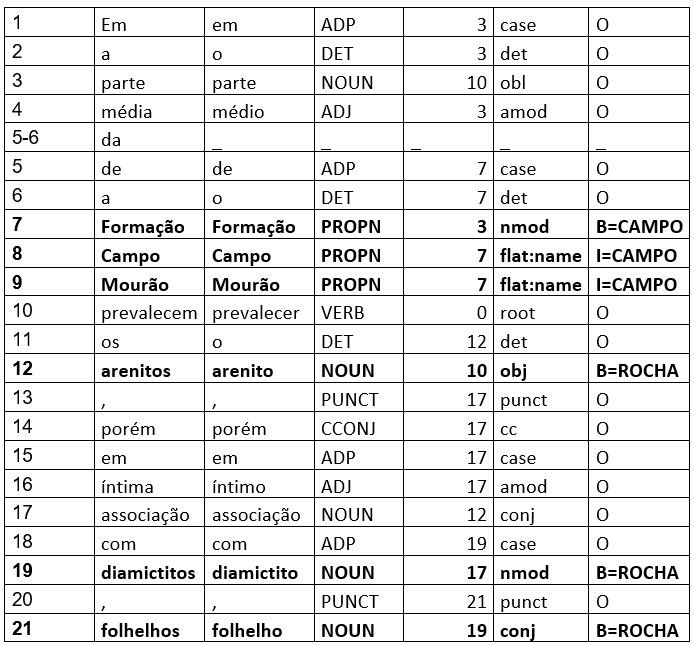 1 Em em ADP 3 case O
2 a o DET 3 det O
3 parte parte NOUN 10 obl O
4 média médio ADJ 3 amod O
5-6 da _ _ _ _ _
5 de de ADP 7 case O
6 a o DET 7 det O
7 Formação Formação PROPN 3 nmod B=CAMPO
8 Campo Campo PROPN 7 flat:name I=CAMPO
9 Mourão Mourão PROPN 7 flat:name I=CAMPO
10 prevalecem prevalecer VERB 0 root O
11 os o DET 12 det O
12 arenitos arenito NOUN 10 obj B=ROCHA
13 , , PUNCT 17 punct O
14 porém porém CCONJ 17 cc O
15 em em ADP 17 case O
16 íntima íntimo ADJ 17 amod O
17 associação associação NOUN 12 conj O
18 com com ADP 19 case O
19 diamictitos diamictito NOUN 17 nmod B=ROCHA
20 , , PUNCT 21 punct O
21 folhelhos folhelho NOUN 19 conj B=ROCHA